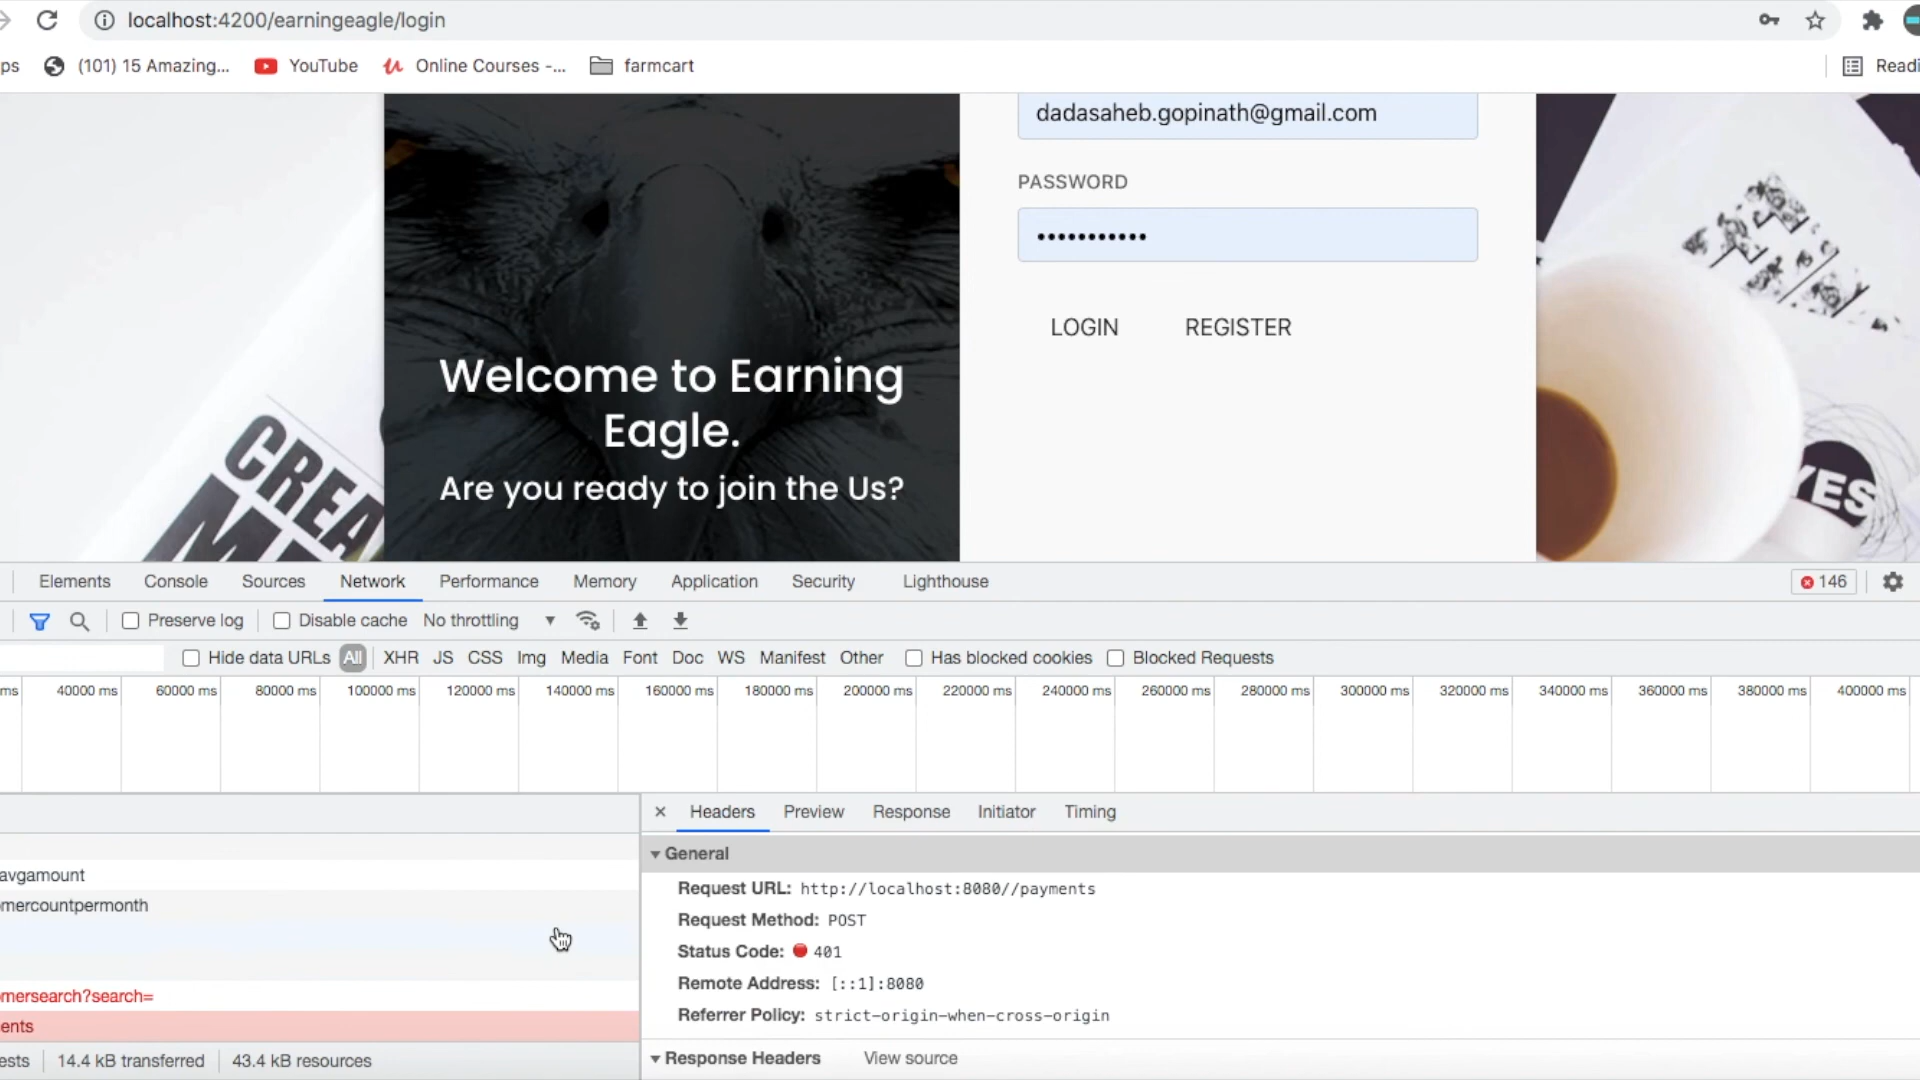 localhost:4200/earningeagle/login
ps (101) 15 Amazing... YouTube Online Courses -... farmcart Readi
dadasaheb.gopinath@gmail.com
PASSWORD
•••••••••••
LOGIN REGISTER
Welcome to Earning
Eagle.
Are you ready to join the Us?
CREA
M
YES
Elements Console Sources Network Performance Memory Application Security Lighthouse 146
Preserve log Disable cache No throttling
Hide data URLs All XHR JS CSS Img Media Font Doc WS Manifest Other Has blocked cookies Blocked Requests
ms 40000 ms 60000 ms 80000 ms 100000 ms 120000 ms 140000 ms 160000 ms 180000 ms 200000 ms 220000 ms 240000 ms 260000 ms 280000 ms 300000 ms 320000 ms 340000 ms 360000 ms 380000 ms 400000 ms
Headers Preview Response Initiator Timing
General
avgamount
Request URL: http://localhost:8080//payments
omercountpermonth
Request Method: POST
Status Code: 401
Remote Address: [::1]:8080
omersearch?search=
Referrer Policy: strict-origin-when-cross-origin
ents
ests 14.4 kB transferred 43.4 kB resources
Response Headers View source